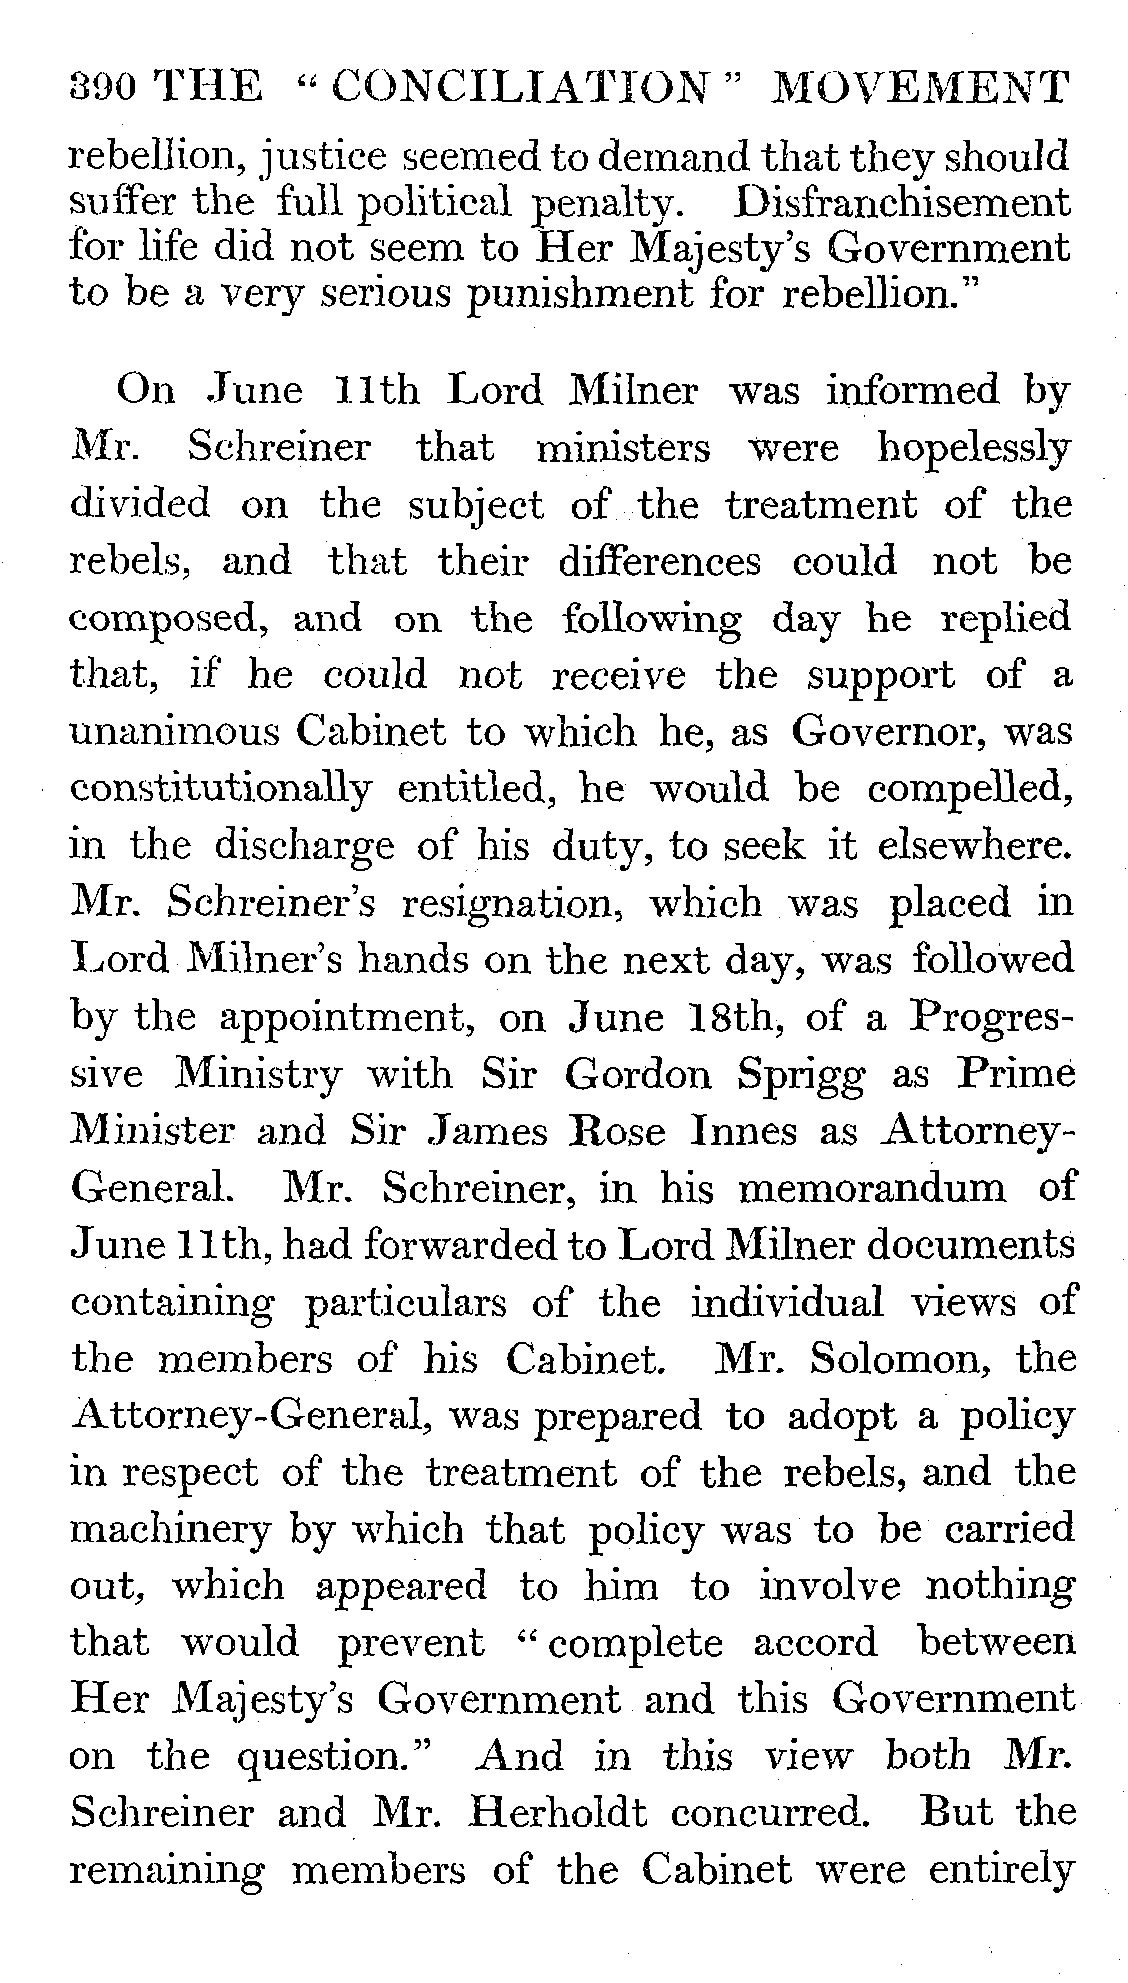 390 THE “ CONCILIATION ” MOVEMENT
rebellion, justice seemed to demand that they should
suffer the full political penalty. Disfranchisement
for life did not seem to Her Majesty’s Government
to be a very serious punishment for rebellion.”
On June 11th Lord Milner was informed by
Mr. Schreiner that ministers were hopelessly
divided on the subject of the treatment of the
rebels, and that their differences could not be
composed, and on the following day he replied
that, if he could not receive the support of a
unanimous Cabinet to which he, as Governor, was
constitutionally entitled, he would be compelled,
in the discharge of his duty, to seek it elsewhere.
Mr. Schreiner’s resignation, which was placed in
Lord Milner’s hands on the next day, was followed
by the appointment, on June 18th, of a Progres-
sive Ministry with Sir Gordon Sprigg as Prime
Minister and Sir James Rose Innes as Attorney-
General. Mr. Schreiner, in his memorandum of
June 11th, had forwarded to Lord Milner documents
containing particulars of the individual views of
the members of his Cabinet. Mr. Solomon, the
Attorney-General, was prepared to adopt a policy
in respect of the treatment of the rebels, and the
machinery by which that policy was to be carried
out, which appeared to him to involve nothing
that would prevent “ complete accord between
Her Majesty’s Government and this Government
on the question.” And in this view both Mr.
Schreiner and Mr. Herholdt concurred. But the
remaining members of the Cabinet were entirely